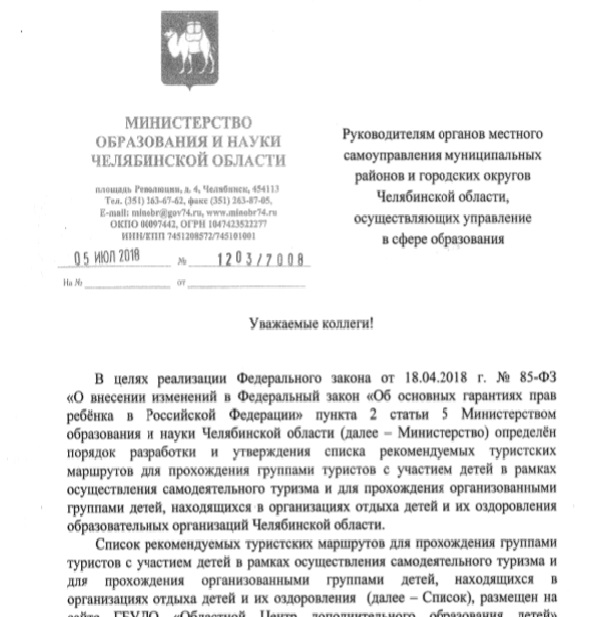 МИНИСТЕРСТВО
ОБРАЗОВАНИЯ И НАУКИ
ЧЕЛЯБИНСКОЙ ОБЛАСТИ
площадь Революции, д. 4, Челябинск, 454113
Тел. (351) 263-67-62, факс (351) 263-87-05,
E-mail: minobr@gov74.ru, www.minobr74.ru
ОКПО 00097442, ОГРН 1047423522277
ИНН/КПП 7451208572/745101001
05 ИЮЛ 2018 № 1203/7008
На № от
Руководителям органов местного
самоуправления муниципальных
районов и городских округов
Челябинской области,
осуществляющих управление
в сфере образования
Уважаемые коллеги!
В целях реализации Федерального закона от 18.04.2018 г. № 85-ФЗ
«О внесении изменений в Федеральный закон «Об основных гарантиях прав
ребёнка в Российской Федерации» пункта 2 статьи 5 Министерством
образования и науки Челябинской области (далее – Министерство) определён
порядок разработки и утверждения списка рекомендуемых туристских
маршрутов для прохождения группами туристов с участием детей в рамках
осуществления самодеятельного туризма и для прохождения организованными
группами детей, находящихся в организациях отдыха детей и их оздоровления
образовательных организаций Челябинской области.
Список рекомендуемых туристских маршрутов для прохождения группами
туристов с участием детей в рамках осуществления самодеятельного туризма и
для прохождения организованными группами детей, находящихся в
организациях отдыха детей и их оздоровления (далее – Список), размещен на
сайте ГБУДО «Областной Центр дополнительного образования детей»